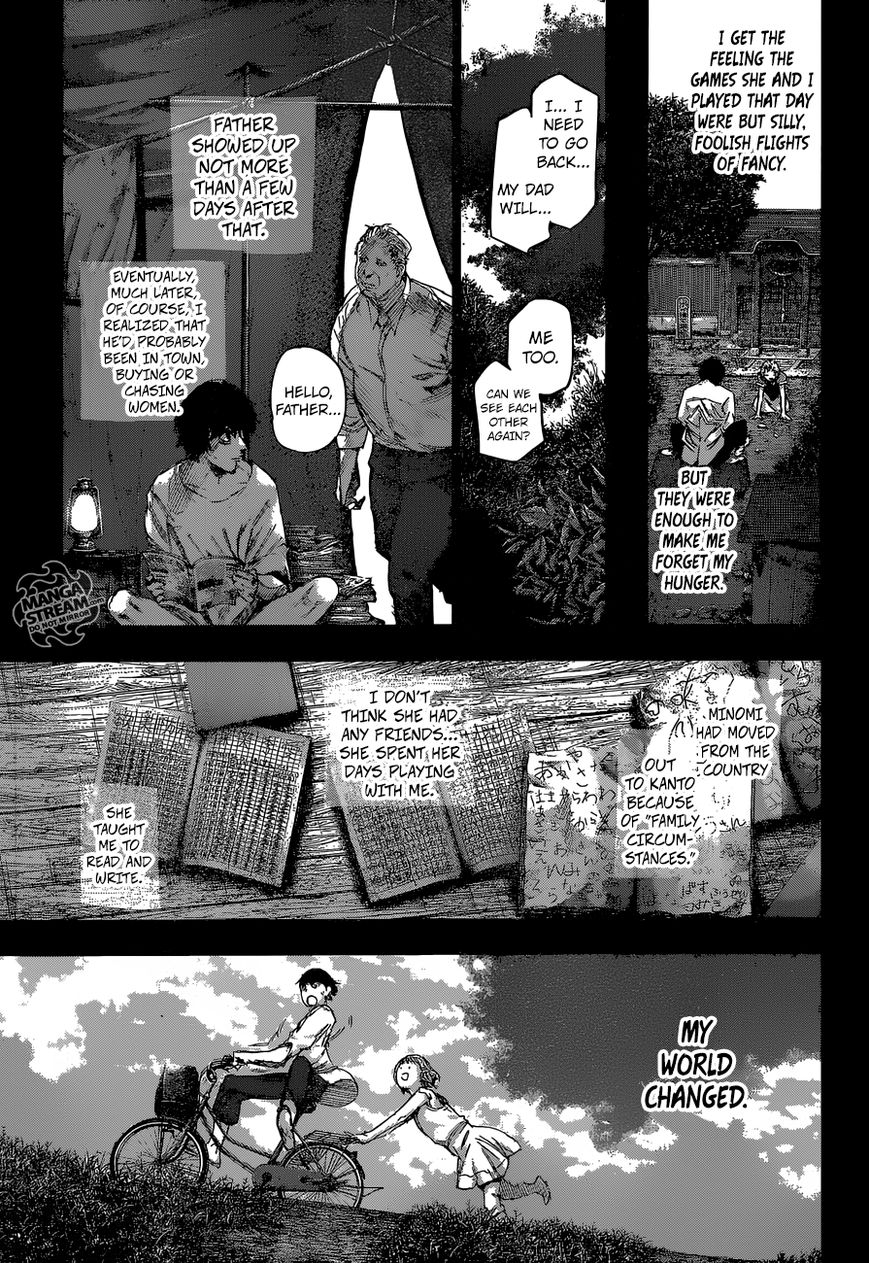 I GET THE
FEELING THE
GAMES SHE AND I
PLAYED THAT DAY
WERE BUT SILLY,
FOOLISH FLIGHTS
OF FANCY.
BUT
THEY WERE
ENOUGH TO
MAKE ME
FORGET MY
HUNGER.
I... I
NEED
TO GO
BACK...
MY DAD
WILL...
ME
TOO.
CAN WE
SEE EACH
OTHER
AGAIN?
FATHER
SHOWED UP
NOT MORE
THAN A FEW
DAYS AFTER
THAT.
EVENTUALLY,
MUCH LATER,
OF COURSE, I
REALIZED THAT
HE'D PROBABLY
BEEN IN TOWN,
BUYING OR
CHASING
WOMEN.
HELLO,
FATHER...
MANGA
STREAM
DO NOT MIRROR
MINOMI
HAD MOVED
FROM THE
COUNTRY
OUT
TO KANTO
BECAUSE
OF "FAMILY
CIRCUM-
STANCES."
I DON'T
THINK SHE HAD
ANY FRIENDS...
SHE SPENT HER
DAYS PLAYING
WITH ME.
SHE
TAUGHT
ME TO
READ AND
WRITE.
MY
WORLD
CHANGED.